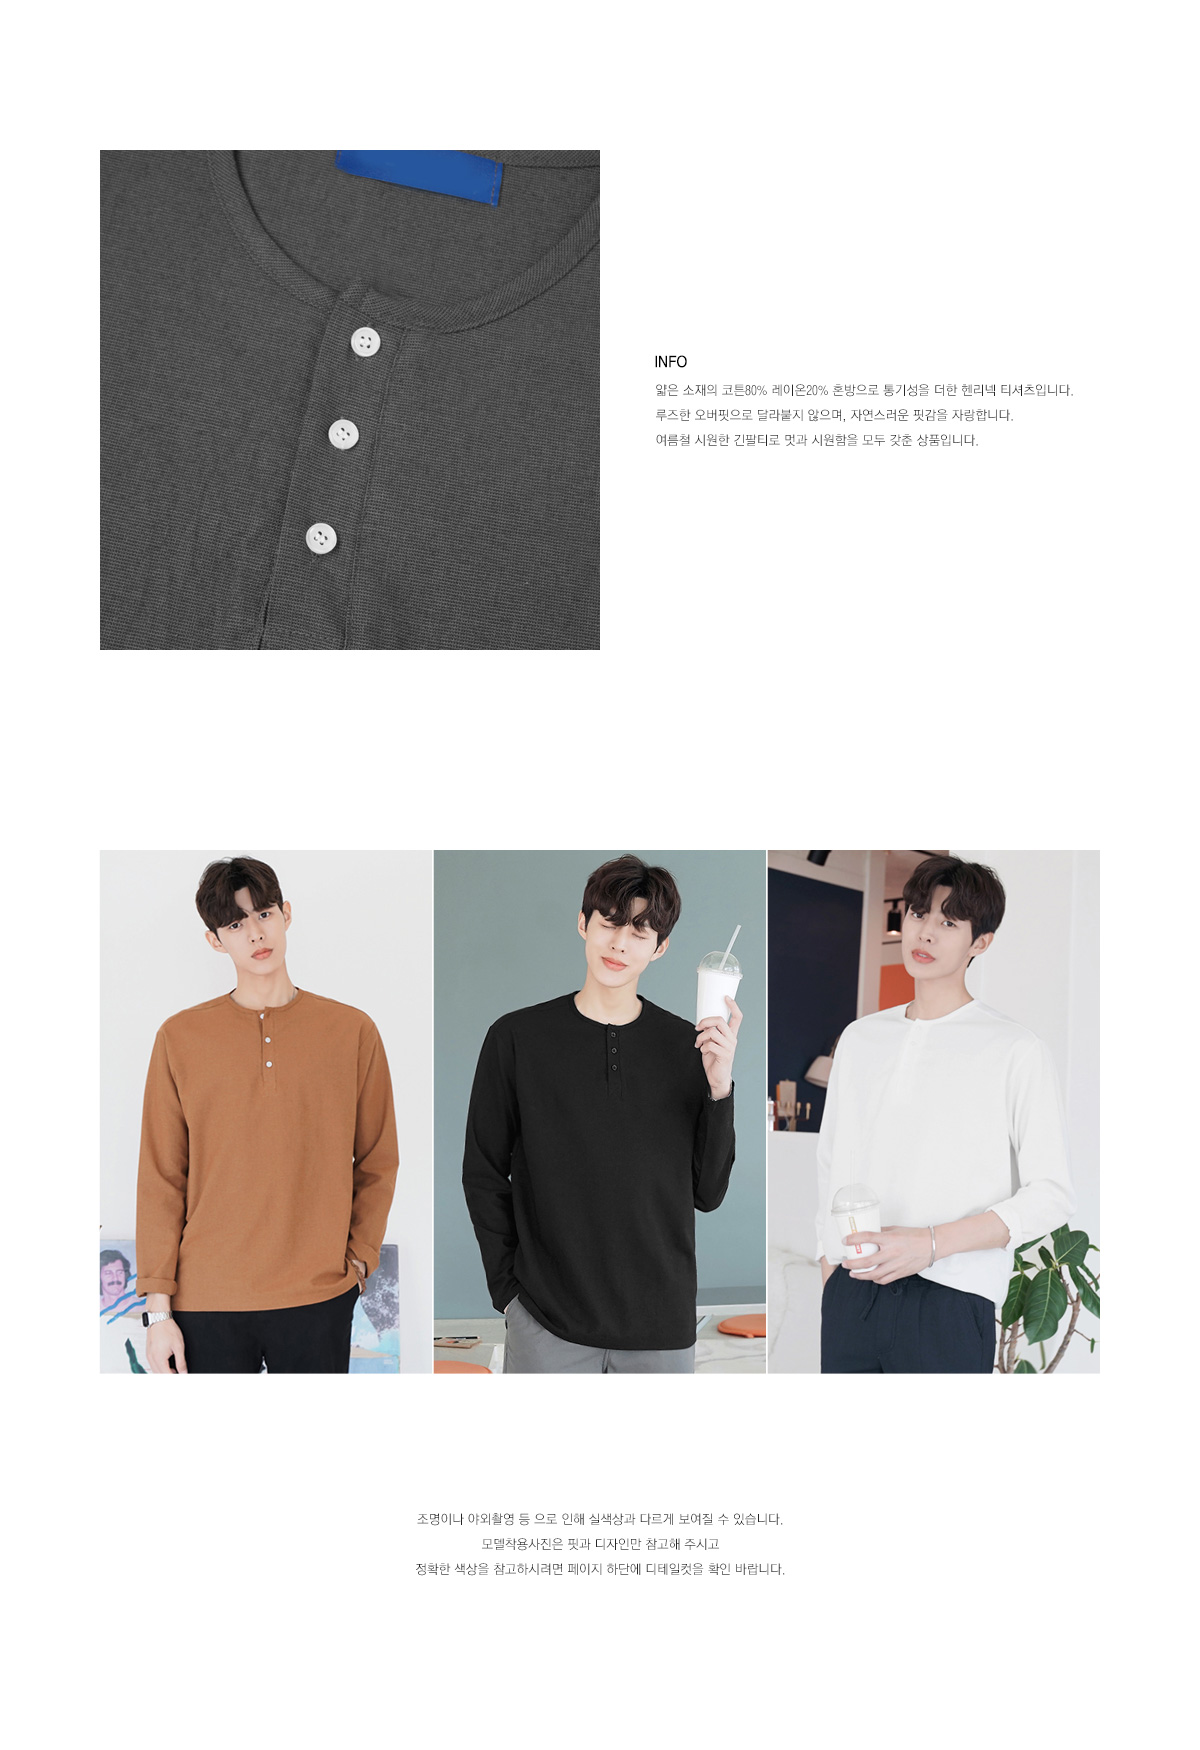 INFO
얇은 소재의 코튼80% 레이온20% 혼방으로 통기성을 더한 헨리넥 티셔츠입니다.
루즈한 오버핏으로 달라붙지 않으며, 자연스러운 핏감을 자랑합니다.
여름철 시원한 긴팔티로 멋과 시원함을 모두 갖춘 상품입니다.
조명이나 야외촬영 등 으로 인해 실색상과 다르게 보여질 수 있습니다.
모델착용사진은 핏과 디자인만 참고해 주시고
정확한 색상을 참고하시려면 페이지 하단에 디테일컷을 확인 바랍니다.